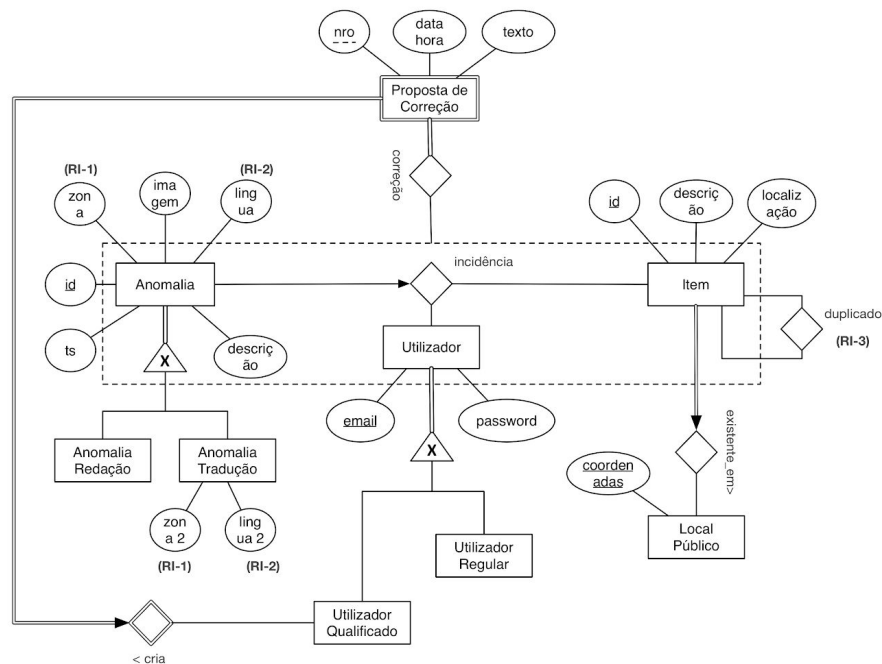 nro
data
hora
texto
Proposta de
Correção
correção
(RI-1)
(RI-2)
zon
a
ima
gem
ling
ua
id
descriç
ão
localiz
ação
id
Anomalia
incidência
Item
duplicado
(RI-3)
ts
descriç
ão
X
Utilizador
email
password
X
existente_em>
Anomalia
Redação
Anomalia
Tradução
coorden
adas
zon
a 2
ling
ua 2
(RI-1)
(RI-2)
Local
Público
Utilizador
Regular
Utilizador
Qualificado
< cria